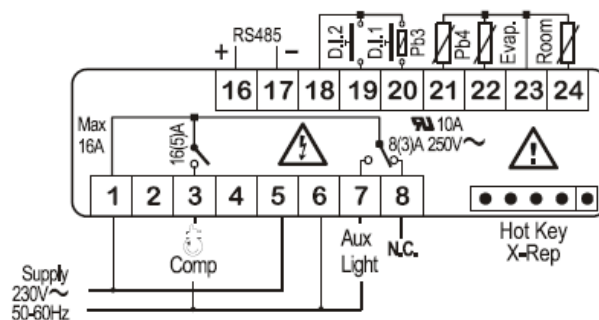 RS485
+ −
D.I.2
D.I.1
Pb3
Pb4
Evap.
Room
16 17 18 19 20 21 22 23 24
Max
16A
16(5)A
10A
8(3)A 250V~
1 2 3 4 5 6 7 8
Comp
Aux
Light
N.C.
Hot Key
X-Rep
Supply
230V~
50-60Hz